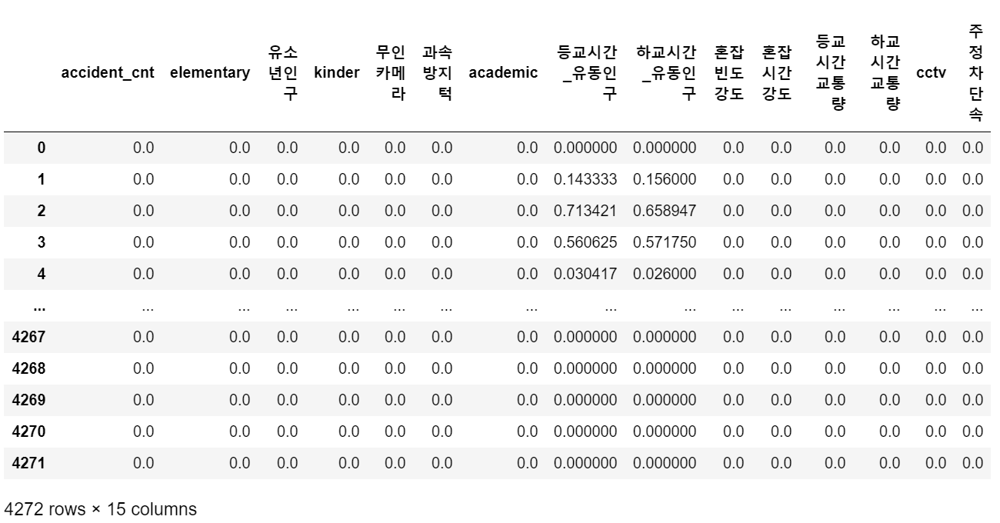 accident_cnt elementary 유소년인구 kinder 무인카메라 과속방지턱 academic 등교시간_유동인구 하교시간_유동인구 혼잡빈도강도 혼잡시간강도 등교시간교통량 하교시간교통량 cctv 주정차단속
0 0.0 0.0 0.0 0.0 0.0 0.0 0.0 0.000000 0.000000 0.0 0.0 0.0 0.0 0.0 0.0
1 0.0 0.0 0.0 0.0 0.0 0.0 0.0 0.143333 0.156000 0.0 0.0 0.0 0.0 0.0 0.0
2 0.0 0.0 0.0 0.0 0.0 0.0 0.0 0.713421 0.658947 0.0 0.0 0.0 0.0 0.0 0.0
3 0.0 0.0 0.0 0.0 0.0 0.0 0.0 0.560625 0.571750 0.0 0.0 0.0 0.0 0.0 0.0
4 0.0 0.0 0.0 0.0 0.0 0.0 0.0 0.030417 0.026000 0.0 0.0 0.0 0.0 0.0 0.0
... ... ... ... ... ... ... ... ... ... ... ... ... ... ... ...
4267 0.0 0.0 0.0 0.0 0.0 0.0 0.0 0.000000 0.000000 0.0 0.0 0.0 0.0 0.0 0.0
4268 0.0 0.0 0.0 0.0 0.0 0.0 0.0 0.000000 0.000000 0.0 0.0 0.0 0.0 0.0 0.0
4269 0.0 0.0 0.0 0.0 0.0 0.0 0.0 0.000000 0.000000 0.0 0.0 0.0 0.0 0.0 0.0
4270 0.0 0.0 0.0 0.0 0.0 0.0 0.0 0.000000 0.000000 0.0 0.0 0.0 0.0 0.0 0.0
4271 0.0 0.0 0.0 0.0 0.0 0.0 0.0 0.000000 0.000000 0.0 0.0 0.0 0.0 0.0 0.0
4272 rows × 15 columns